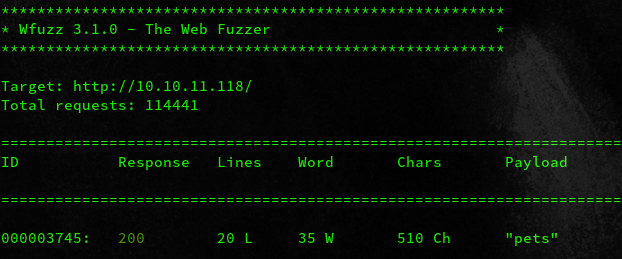 ********************************************************
* Wfuzz 3.1.0 - The Web Fuzzer                         *
********************************************************
Target: http://10.10.11.118/
Total requests: 114441
=====================================================================
ID           Response   Lines    Word       Chars       Payload
=====================================================================
000003745:   200        20 L     35 W       510 Ch      "pets"